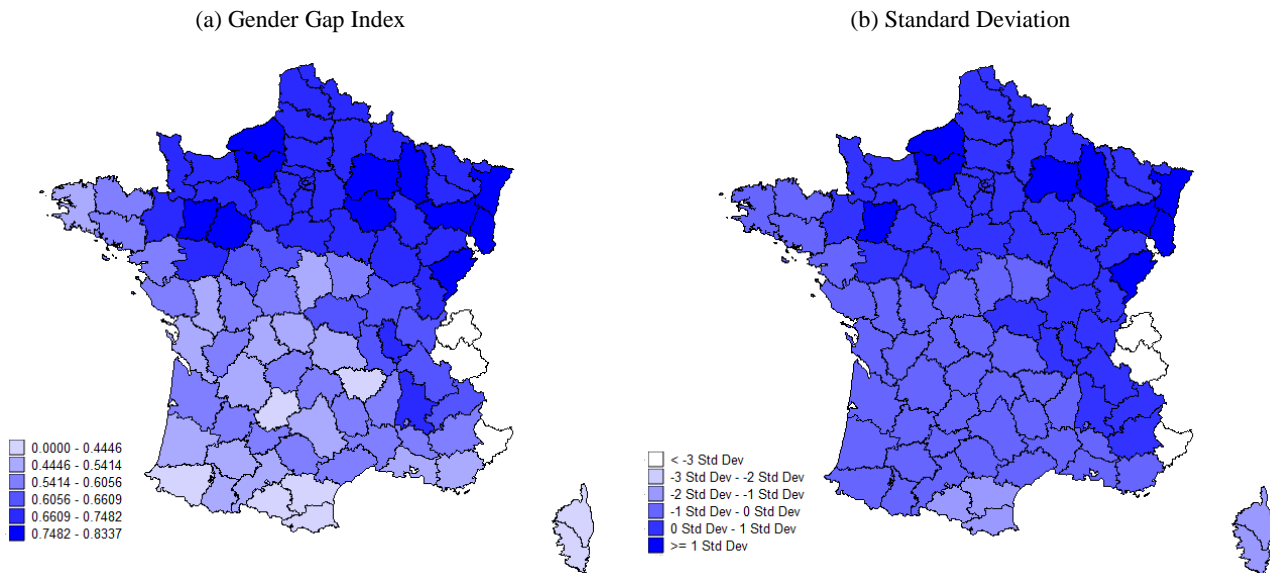 (a) Gender Gap Index
(b) Standard Deviation
0.0000 - 0.4446
0.4446 - 0.5414
0.5414 - 0.6056
0.6056 - 0.6609
0.6609 - 0.7482
0.7482 - 0.8337
< -3 Std Dev
-3 Std Dev - -2 Std Dev
-2 Std Dev - -1 Std Dev
-1 Std Dev - 0 Std Dev
0 Std Dev - 1 Std Dev
>= 1 Std Dev